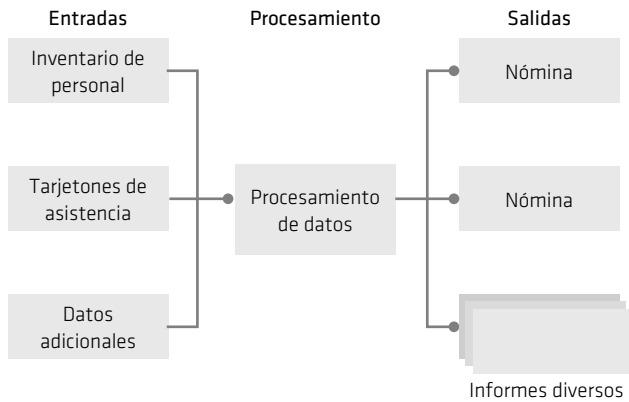 Entradas
Procesamiento
Salidas
Inventario de
personal
Nómina
Tarjetones de
asistencia
Procesamiento
de datos
Nómina
Datos
adicionales
Informes diversos